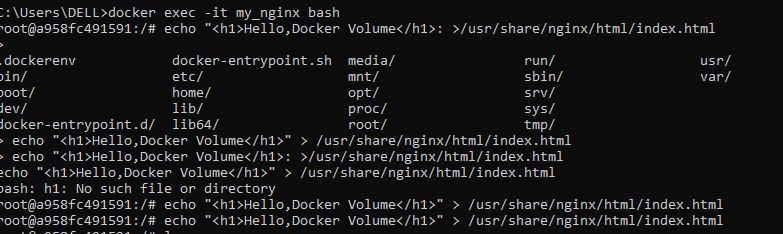 C:\Users\DELL>docker exec -it my_nginx bash
root@a958fc491591:/# echo "<h1>Hello,Docker Volume</h1>: >/usr/share/nginx/html/index.html
>
.dockerenv docker-entrypoint.sh media/ run/ usr/
bin/ etc/ mnt/ sbin/ var/
boot/ home/ opt/ srv/
dev/ lib/ proc/ sys/
docker-entrypoint.d/ lib64/ root/ tmp/
> echo "<h1>Hello,Docker Volume</h1>" > /usr/share/nginx/html/index.html
> echo "<h1>Hello,Docker Volume</h1>: >/usr/share/nginx/html/index.html
echo "<h1>Hello,Docker Volume</h1>" > /usr/share/nginx/html/index.html
bash: h1: No such file or directory
root@a958fc491591:/# echo "<h1>Hello,Docker Volume</h1>" > /usr/share/nginx/html/index.html
root@a958fc491591:/# echo "<h1>Hello,Docker Volume</h1>" > /usr/share/nginx/html/index.html